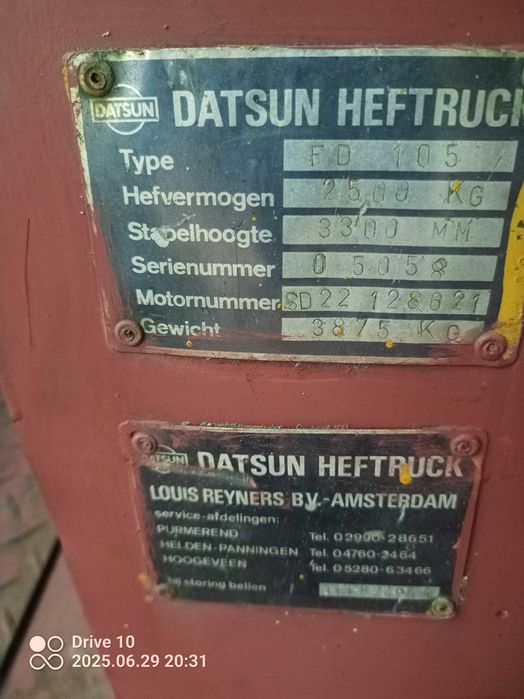 DATSUN DATSUN HEFTRUCK
Type FD 105
Hefvermogen 2500 KG
Stapelhoogte 3300 MM
Serienummer 05058
Motornummer SD22 128621
Gewicht 3875 KG
DATSUN DATSUN HEFTRUCK
LOUIS REYNERS B.V.-AMSTERDAM
service-afdelingen:
PURMEREND Tel. 02990-28651
HELDEN-PANNINGEN Tel. 04760-2464
HOOGEVEEN Tel. 05280-63466
bij storing bellen
Drive 10
2025.06.29 20:31